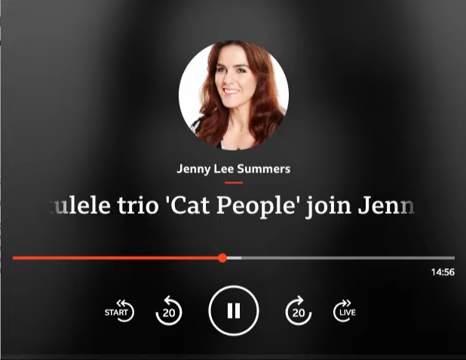 Jenny Lee Summers
ulele trio 'Cat People' join Jenn
14:56
START
20
20
LIVE